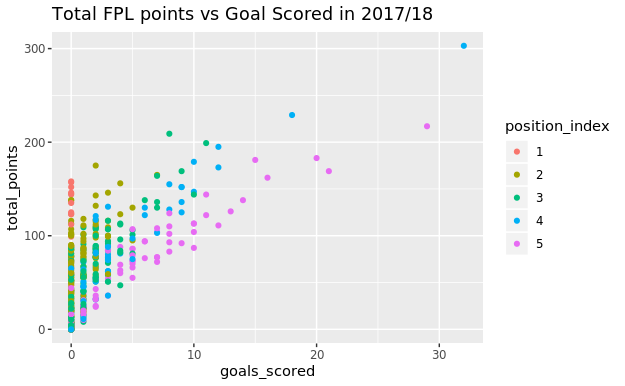 Total FPL points vs Goal Scored in 2017/18
300
200
100
0
total_points
0 10 20 30
goals_scored
position_index
1
2
3
4
5